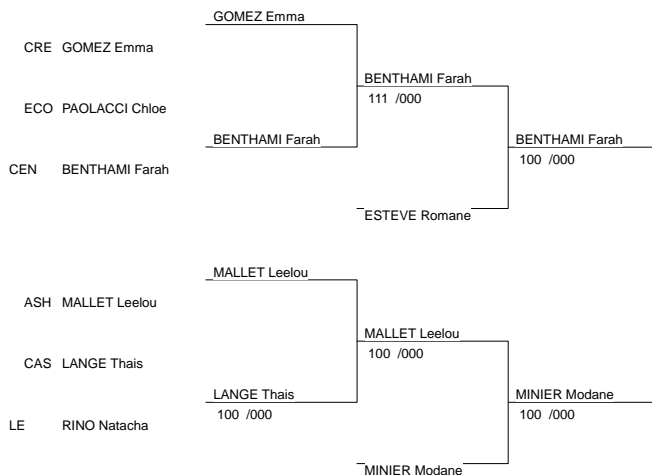 GOMEZ Emma
CRE GOMEZ Emma
BENTHAMI Farah
111 /000
ECO PAOLACCI Chloe
BENTHAMI Farah
BENTHAMI Farah
100 /000
CEN BENTHAMI Farah
ESTEVE Romane
MALLET Leelou
ASH MALLET Leelou
MALLET Leelou
100 /000
CAS LANGE Thais
LANGE Thais
100 /000
MINIER Modane
100 /000
LE RINO Natacha
MINIER Modane